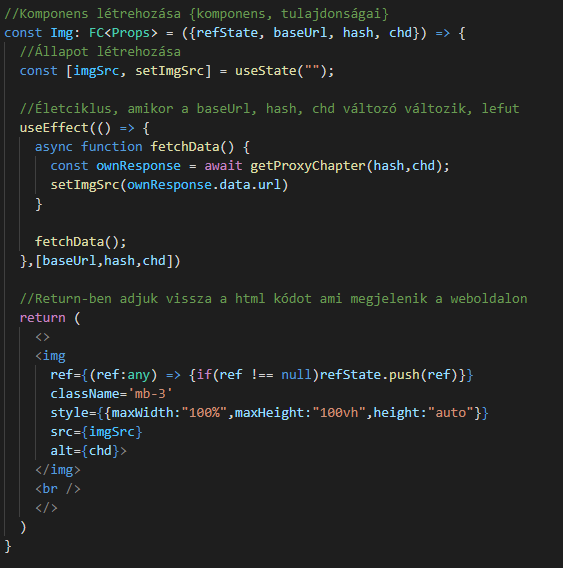 //Komponens létrehozása {komponens, tulajdonságai}
const Img: FC<Props> = ({refState, baseUrl, hash, chd}) => {
//Állapot létrehozása
const [imgSrc, setImgSrc] = useState("");
//Életciklus, amikor a baseUrl, hash, chd változó változik, lefut
useEffect(() => {
async function fetchData() {
const ownResponse = await getProxyChapter(hash,chd);
setImgSrc(ownResponse.data.url)
}
fetchData();
},[baseUrl,hash,chd])
//Return-ben adjuk vissza a html kódot ami megjelenik a weboldalon
return (
<>
<img
ref={(ref:any) => {if(ref !== null)refState.push(ref)}}
className='mb-3'
style={{maxWidth:"100%",maxHeight:"100vh",height:"auto"}}
src={imgSrc}
alt={chd}>
</img>
<br />
</>
)
}